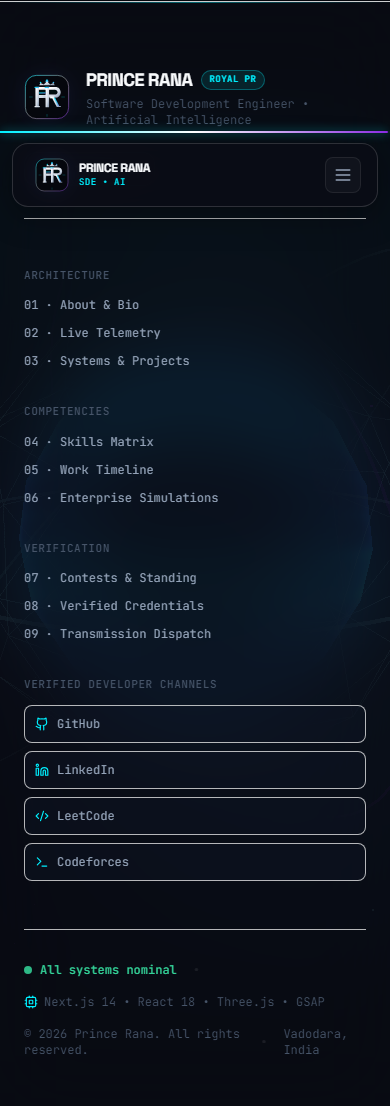 PRINCE RANA ROYAL PR
Software Development Engineer •
Artificial Intelligence
PRINCE RANA
SDE • AI
ARCHITECTURE
01 · About & Bio
02 · Live Telemetry
03 · Systems & Projects
COMPETENCIES
04 · Skills Matrix
05 · Work Timeline
06 · Enterprise Simulations
VERIFICATION
07 · Contests & Standing
08 · Verified Credentials
09 · Transmission Dispatch
VERIFIED DEVELOPER CHANNELS
GitHub
LinkedIn
LeetCode
Codeforces
All systems nominal
Next.js 14 • React 18 • Three.js • GSAP
© 2026 Prince Rana. All rights reserved. · Vadodara, India